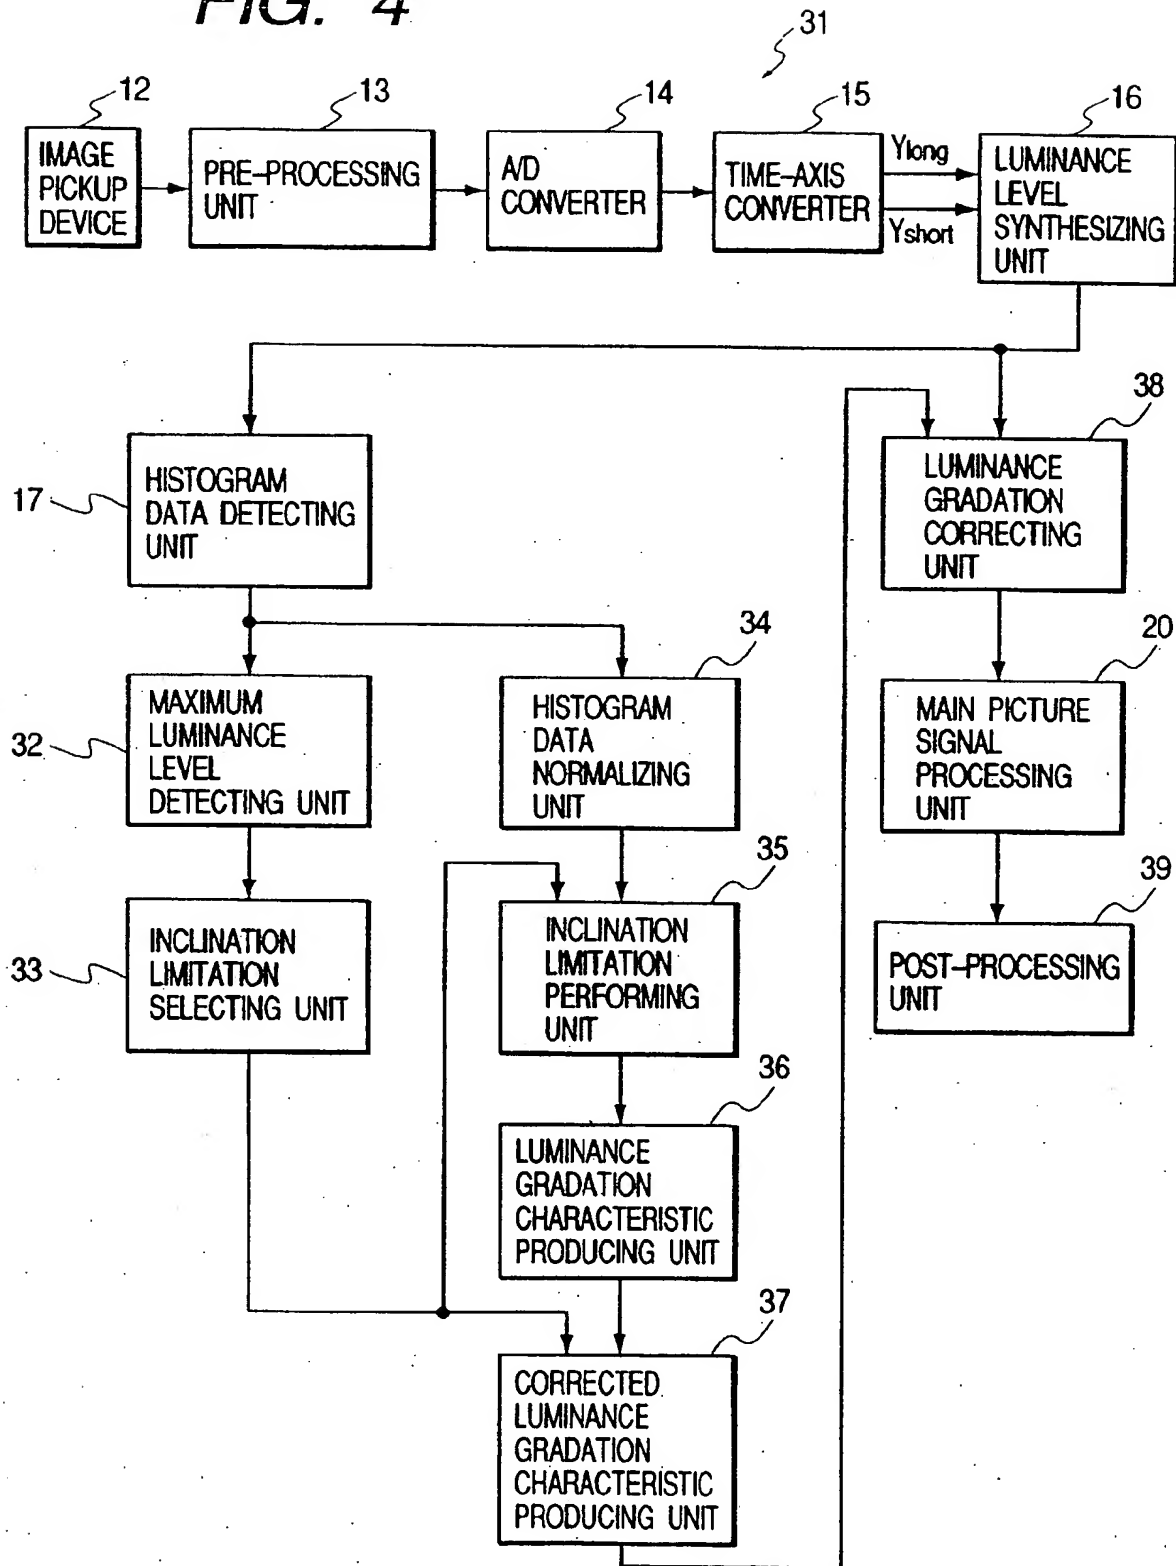 FIG. 4
31
12
13
14
15
16
IMAGE
PICKUP
DEVICE
PRE-PROCESSING
UNIT
A/D
CONVERTER
TIME-AXIS
CONVERTER
Ylong
Yshort
LUMINANCE
LEVEL
SYNTHESIZING
UNIT
17
HISTOGRAM
DATA DETECTING
UNIT
38
LUMINANCE
GRADATION
CORRECTING
UNIT
32
MAXIMUM
LUMINANCE
LEVEL
DETECTING UNIT
34
HISTOGRAM
DATA
NORMALIZING
UNIT
20
MAIN PICTURE
SIGNAL
PROCESSING
UNIT
33
INCLINATION
LIMITATION
SELECTING UNIT
35
INCLINATION
LIMITATION
PERFORMING
UNIT
39
POST-PROCESSING
UNIT
36
LUMINANCE
GRADATION
CHARACTERISTIC
PRODUCING UNIT
37
CORRECTED
LUMINANCE
GRADATION
CHARACTERISTIC
PRODUCING UNIT